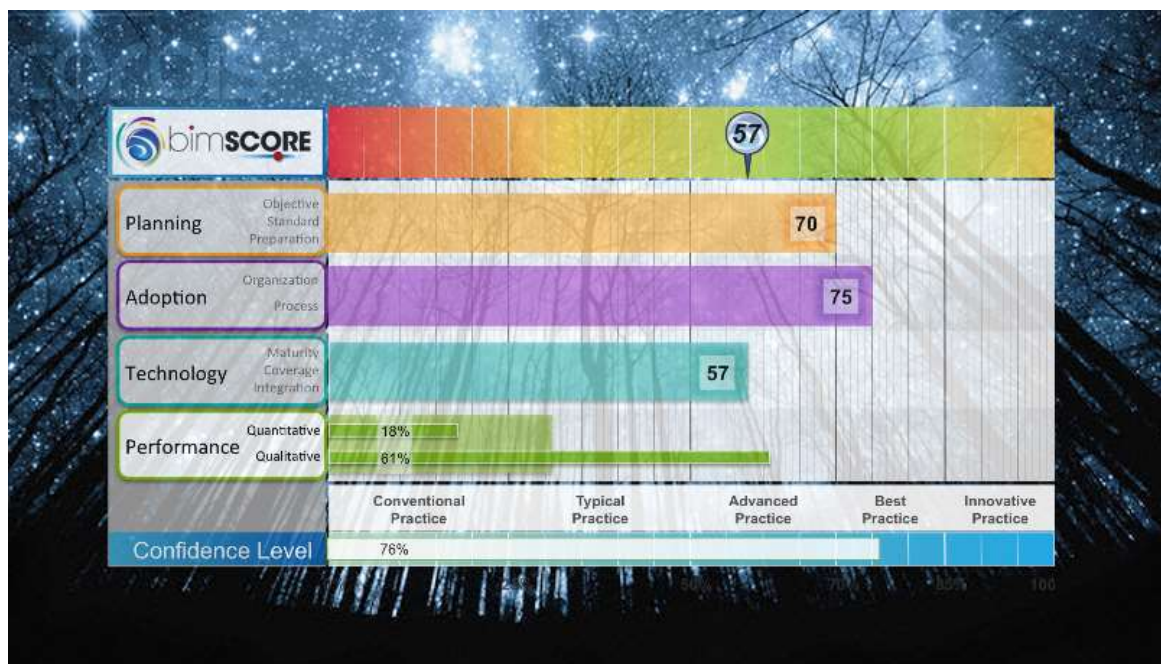 bimSCORE
57
Planning
Objective
Standard
Preparation
70
Adoption
Organization
Process
75
Technology
Maturity
Coverage
Integration
57
Performance
Quantitative
18%
Qualitative
61%
Conventional
Practice
Typical
Practice
Advanced
Practice
Best
Practice
Innovative
Practice
Confidence Level
76%
100